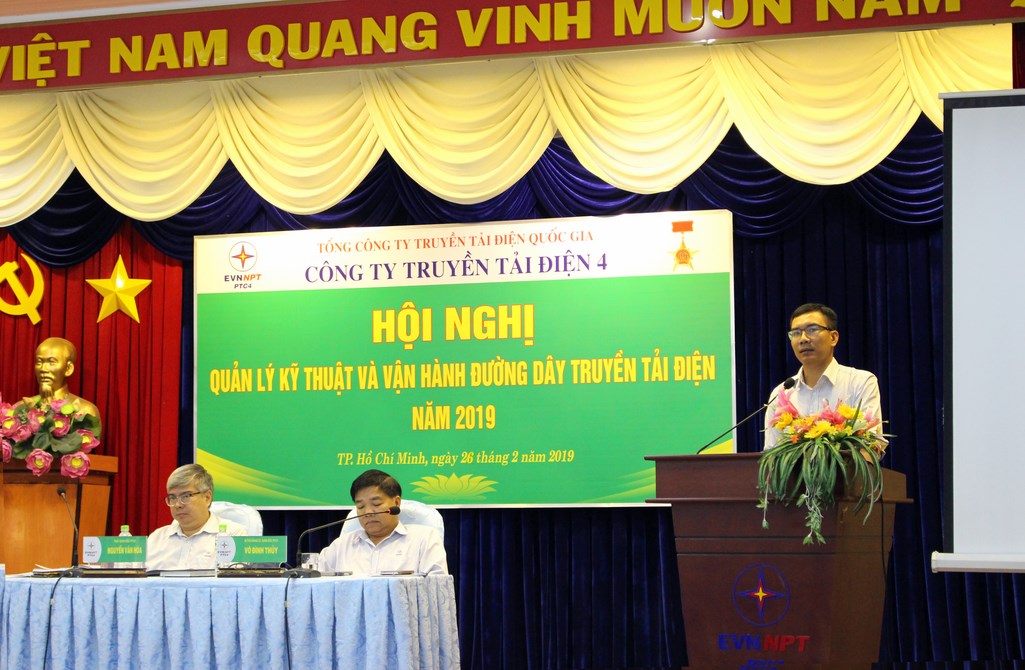 VIỆT NAM QUANG VINH MUÔN NĂM
TỔNG CÔNG TY TRUYỀN TẢI ĐIỆN QUỐC GIA
CÔNG TY TRUYỀN TẢI ĐIỆN 4
EVNNPT
PTC4
HỘI NGHỊ
QUẢN LÝ KỸ THUẬT VÀ VẬN HÀNH ĐƯỜNG DÂY TRUYỀN TẢI ĐIỆN
NĂM 2019
TP. Hồ Chí Minh, ngày 26 tháng 2 năm 2019
NGUYỄN VĂN HÒA
VÕ ĐÌNH THỦY
EVNNPT
PTC4